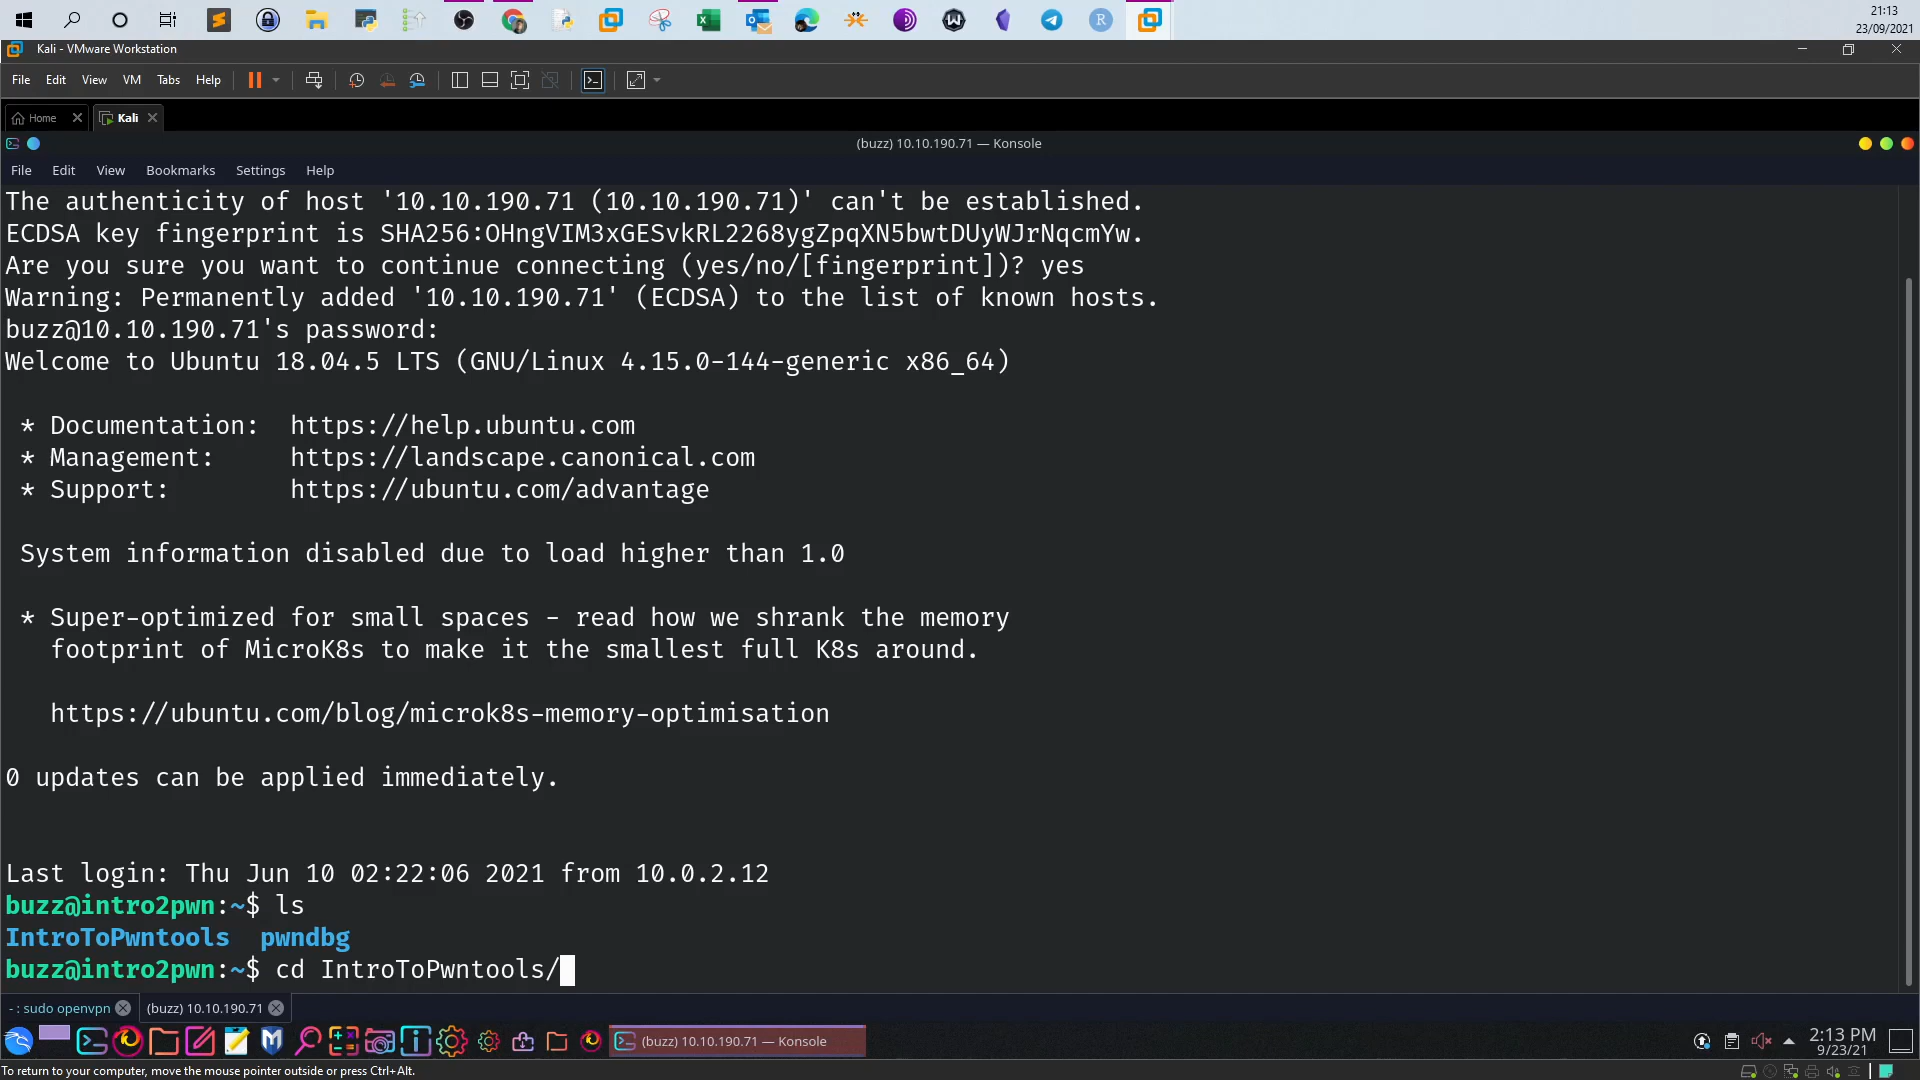 21:13
23/09/2021
Kali - VMware Workstation
File Edit View VM Tabs Help
Home Kali
(buzz) 10.10.190.71 — Konsole
File Edit View Bookmarks Settings Help
The authenticity of host '10.10.190.71 (10.10.190.71)' can't be established.
ECDSA key fingerprint is SHA256:OHngVIM3xGESvkRL2268ygZpqXN5bwtDUyWJrNqcmYw.
Are you sure you want to continue connecting (yes/no/[fingerprint])? yes
Warning: Permanently added '10.10.190.71' (ECDSA) to the list of known hosts.
buzz@10.10.190.71's password:
Welcome to Ubuntu 18.04.5 LTS (GNU/Linux 4.15.0-144-generic x86_64)
* Documentation: https://help.ubuntu.com
* Management: https://landscape.canonical.com
* Support: https://ubuntu.com/advantage
System information disabled due to load higher than 1.0
* Super-optimized for small spaces - read how we shrank the memory
footprint of MicroK8s to make it the smallest full K8s around.
https://ubuntu.com/blog/microk8s-memory-optimisation
0 updates can be applied immediately.
Last login: Thu Jun 10 02:22:06 2021 from 10.0.2.12
buzz@intro2pwn:~$ ls
IntroToPwntools pwndbg
buzz@intro2pwn:~$ cd IntroToPwntools/
- : sudo openvpn (buzz) 10.10.190.71
(buzz) 10.10.190.71 — Konsole
2:13 PM
9/23/21
To return to your computer, move the mouse pointer outside or press Ctrl+Alt.